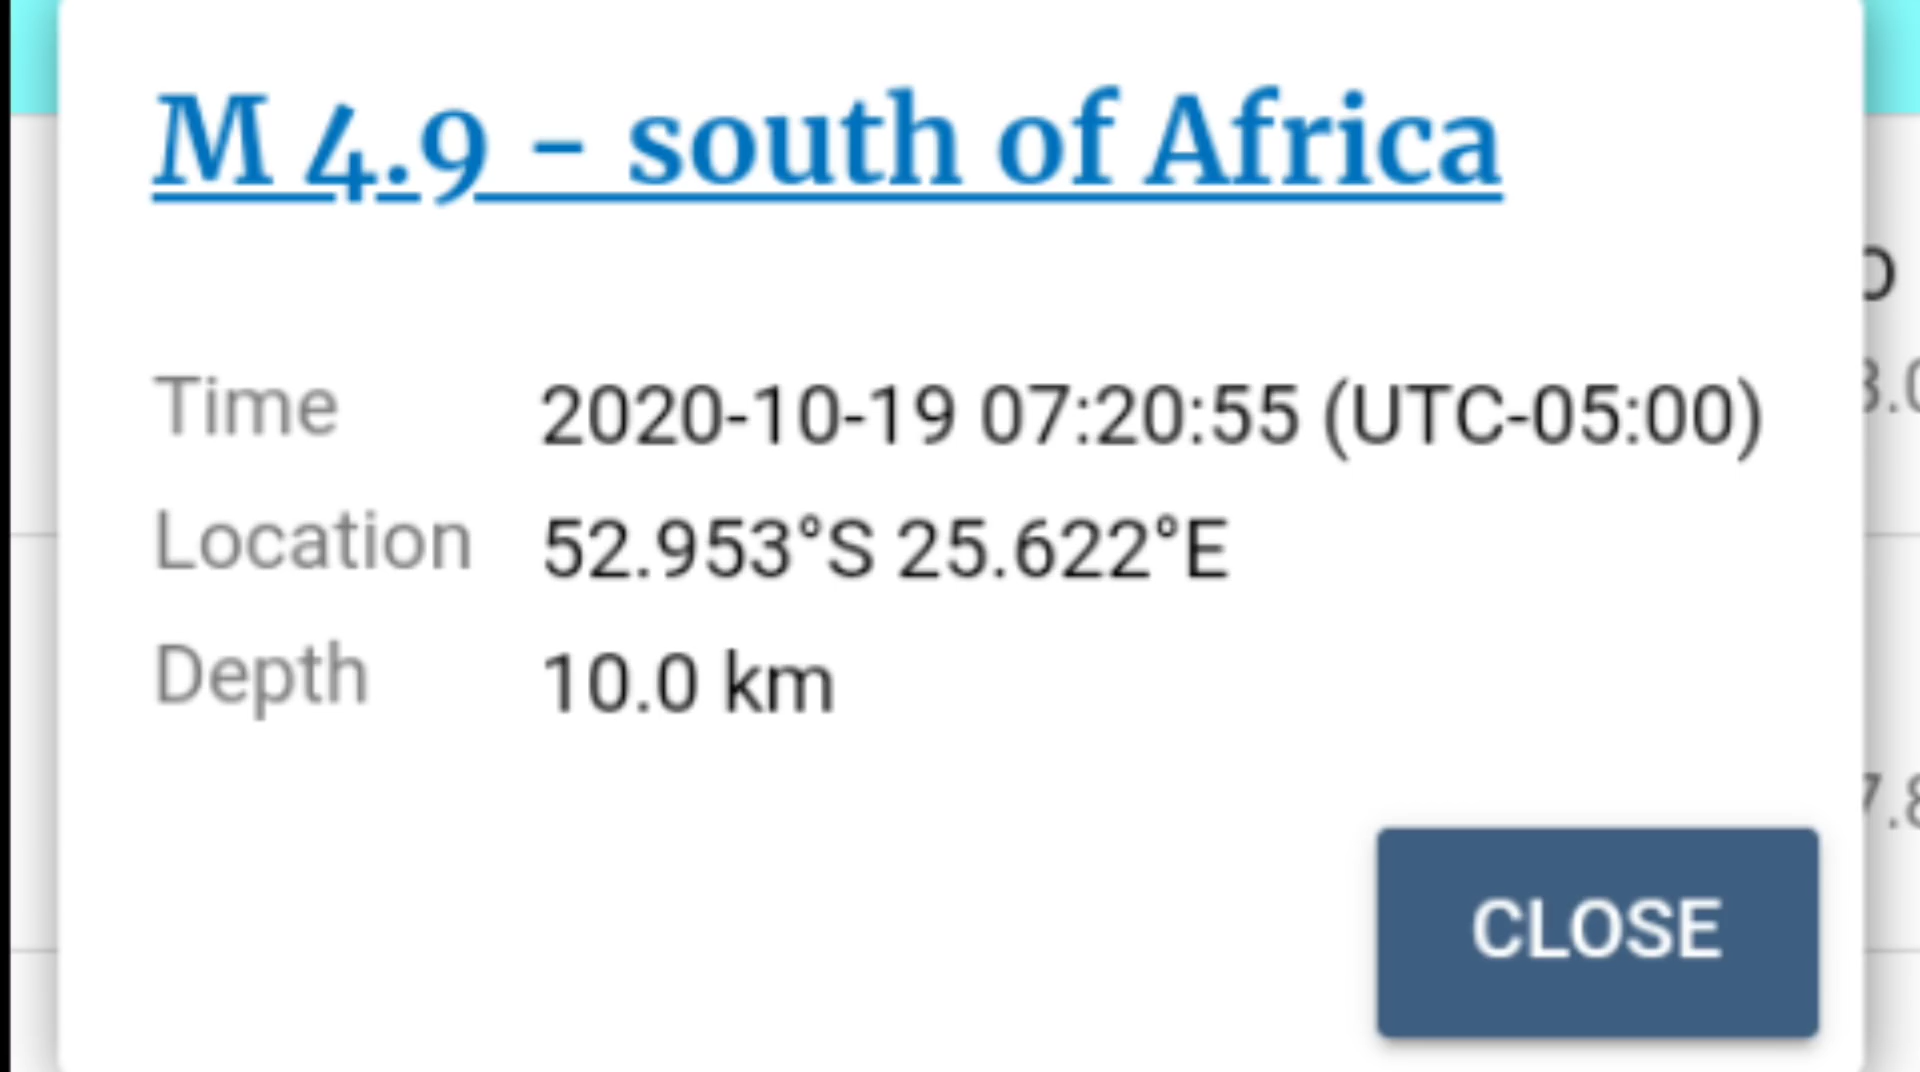 M 4.9 - south of Africa
Time 2020-10-19 07:20:55 (UTC-05:00)
Location 52.953°S 25.622°E
Depth 10.0 km
CLOSE